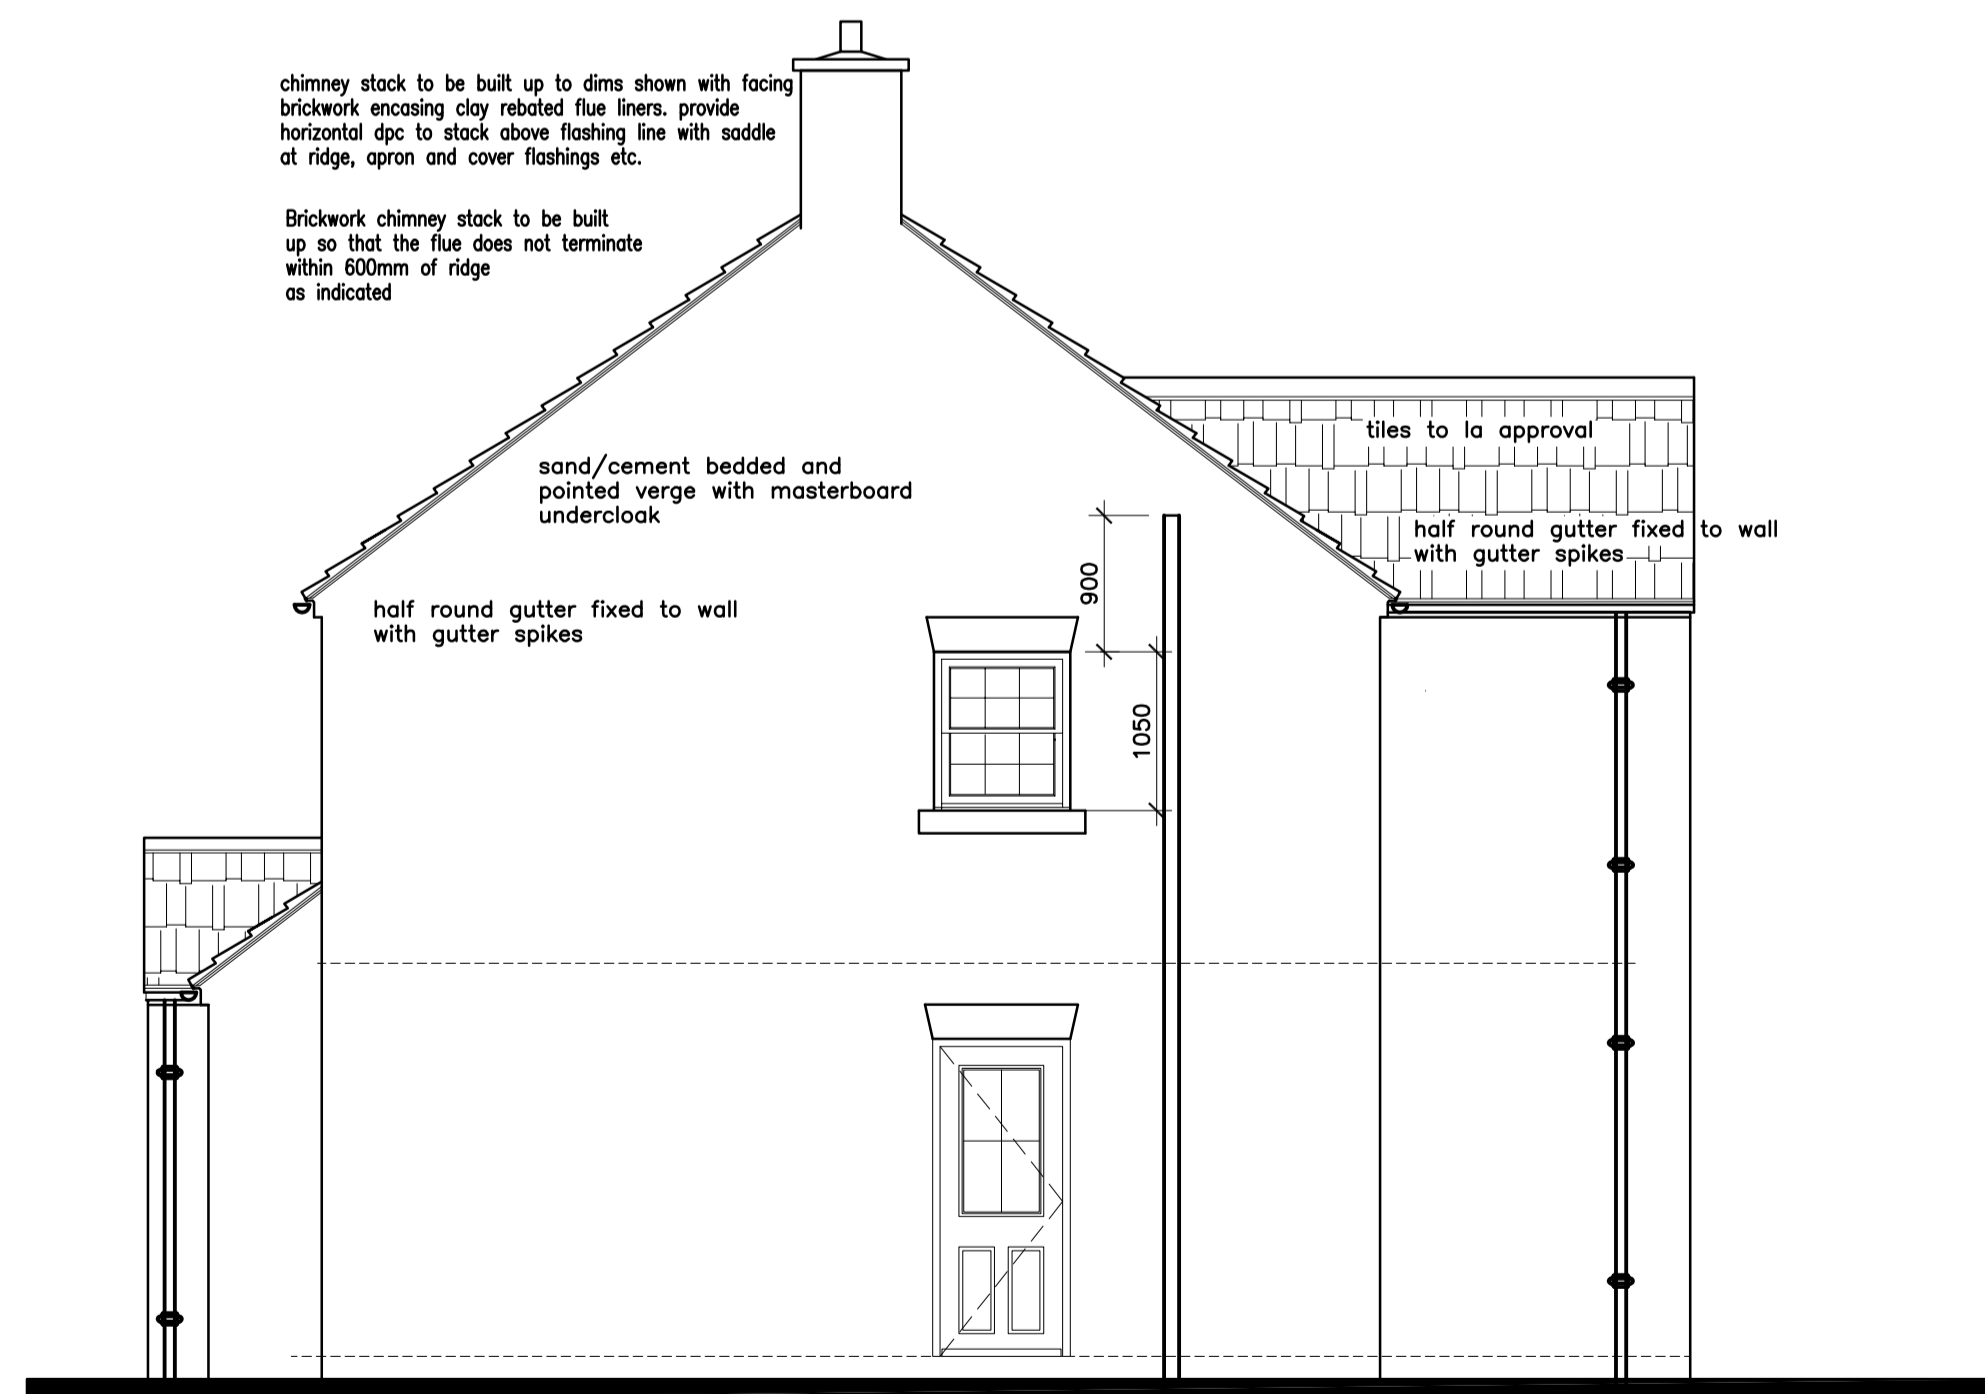 chimney stack to be built up to dims shown with facing
brickwork encasing clay rebated flue liners. provide
horizontal dpc to stack above flashing line with saddle
at ridge, apron and cover flashings etc.
Brickwork chimney stack to be built
up so that the flue does not terminate
within 600mm of ridge
as indicated
tiles to la approval
sand/cement bedded and
pointed verge with masterboard
undercloak
half round gutter fixed to wall
with gutter spikes
900
half round gutter fixed to wall
with gutter spikes
1050